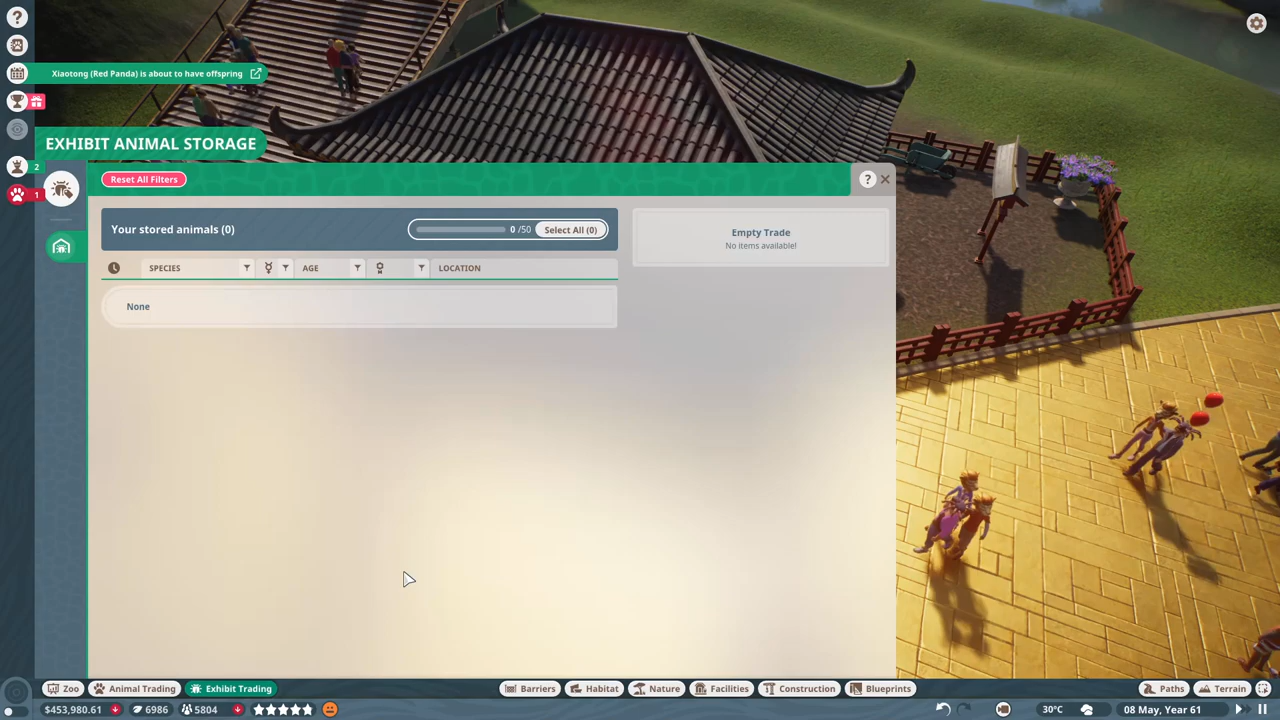 Xiaotong (Red Panda) is about to have offspring
EXHIBIT ANIMAL STORAGE
2
1
Reset All Filters
?
?
Your stored animals (0)
0 /50
Select All (0)
SPECIES
AGE
LOCATION
None
Empty Trade
No items available!
Zoo
Animal Trading
Exhibit Trading
Barriers
Habitat
Nature
Facilities
Construction
Blueprints
Paths
Terrain
$453,980.61
6986
5804
30°C
08 May, Year 61